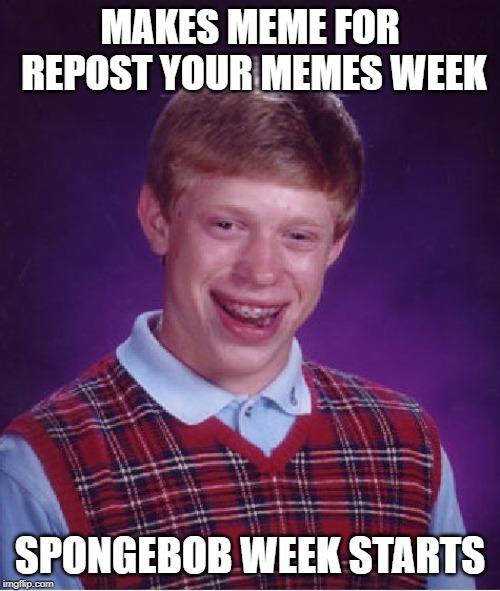 MAKES MEME FOR
REPOST YOUR MEMES WEEK
SPONGEBOB WEEK STARTS
imgflip.com